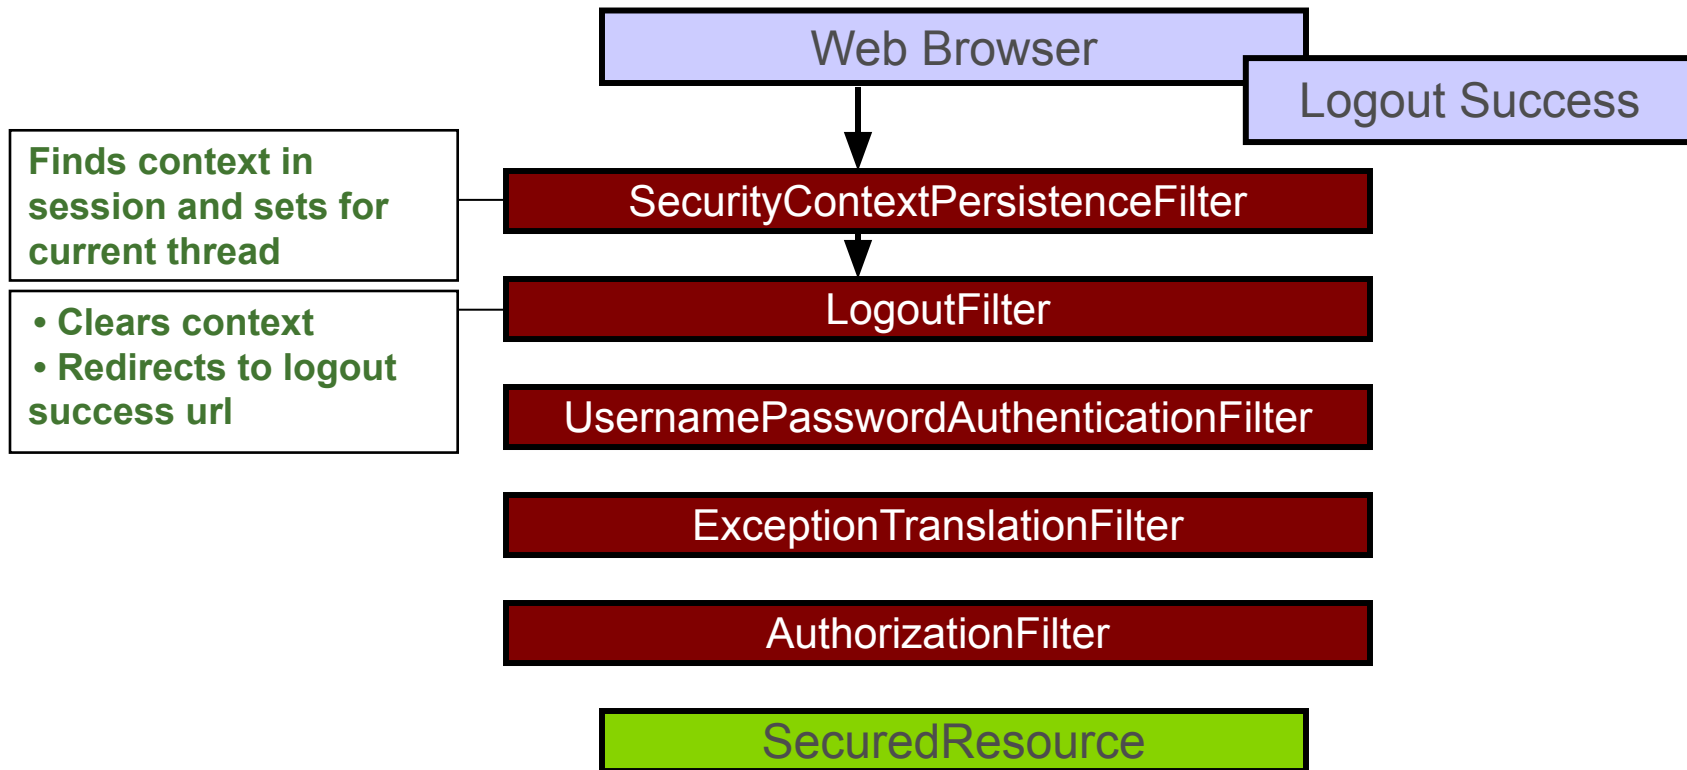 Web Browser
Logout Success
Finds context in
session and sets for
current thread
SecurityContextPersistenceFilter
• Clears context
• Redirects to logout
success url
LogoutFilter
UsernamePasswordAuthenticationFilter
ExceptionTranslationFilter
AuthorizationFilter
SecuredResource